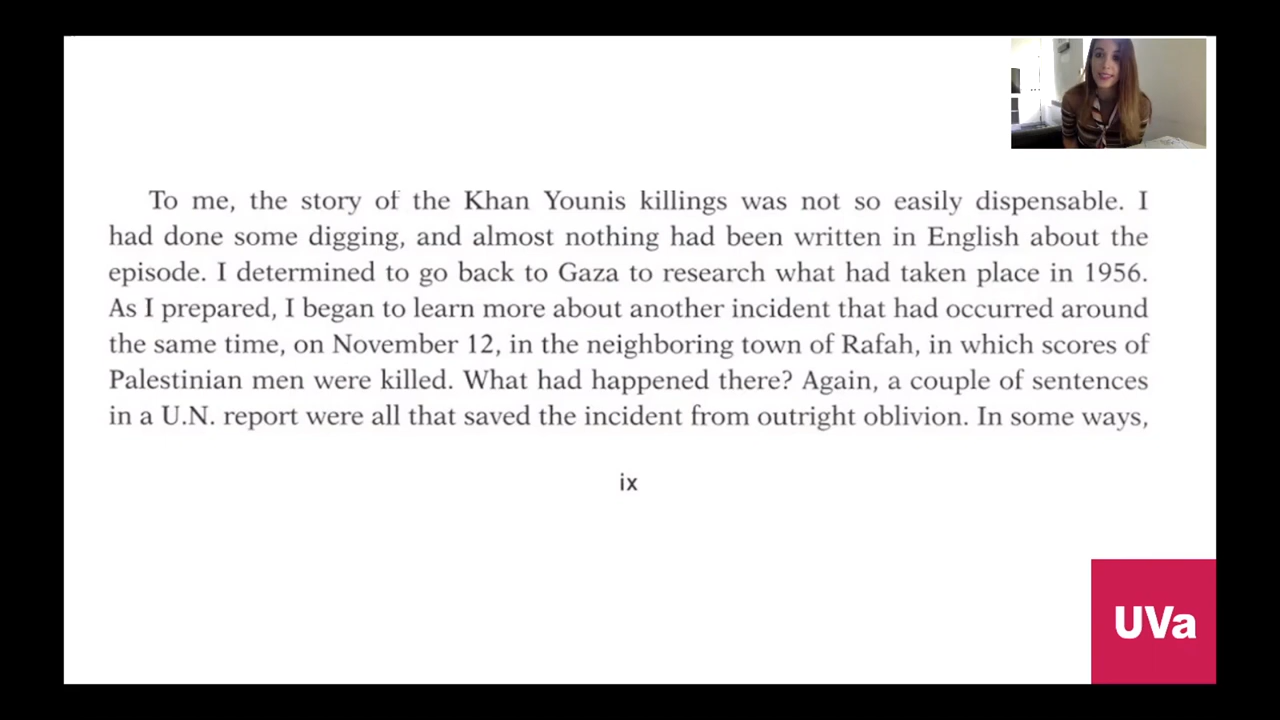 To me, the story of the Khan Younis killings was not so easily dispensable. I
had done some digging, and almost nothing had been written in English about the
episode. I determined to go back to Gaza to research what had taken place in 1956.
As I prepared, I began to learn more about another incident that had occurred around
the same time, on November 12, in the neighboring town of Rafah, in which scores of
Palestinian men were killed. What had happened there? Again, a couple of sentences
in a U.N. report were all that saved the incident from outright oblivion. In some ways,
ix
UVa